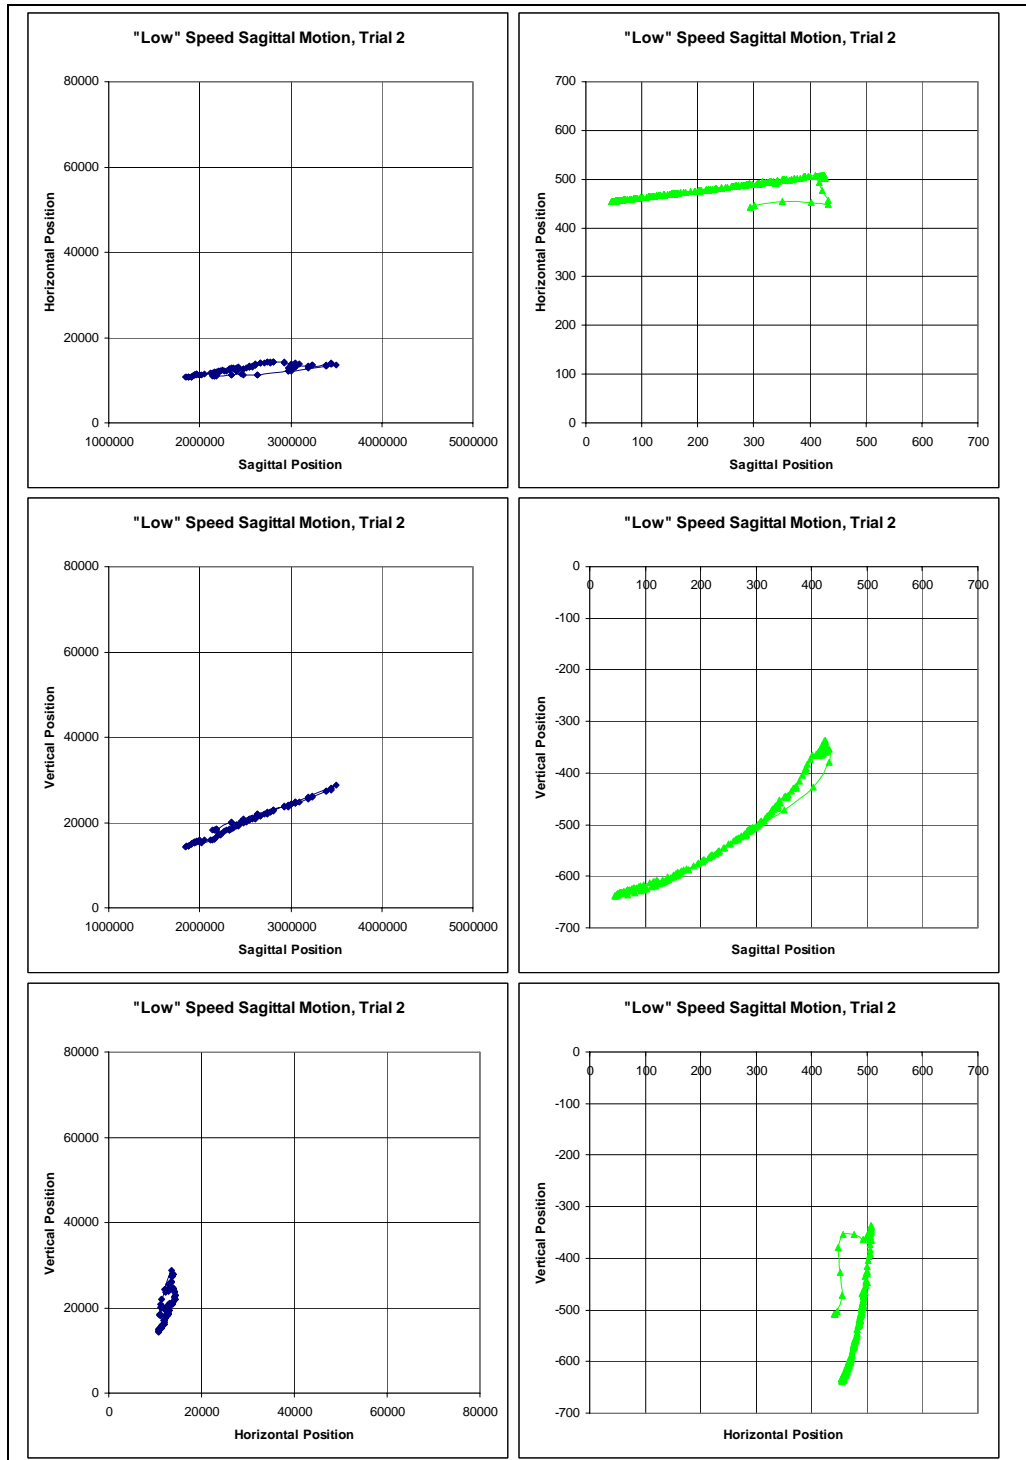 "Low" Speed Sagittal Motion, Trial 2
80000
60000
40000
20000
0
1000000 2000000 3000000 4000000 5000000
Horizontal Position
Sagittal Position
"Low" Speed Sagittal Motion, Trial 2
700
600
500
400
300
200
100
0
0 100 200 300 400 500 600 700
Horizontal Position
Sagittal Position
"Low" Speed Sagittal Motion, Trial 2
80000
60000
40000
20000
0
1000000 2000000 3000000 4000000 5000000
Vertical Position
Sagittal Position
"Low" Speed Sagittal Motion, Trial 2
0
0 100 200 300 400 500 600 700
-100
-200
-300
-400
-500
-600
-700
Vertical Position
Sagittal Position
"Low" Speed Sagittal Motion, Trial 2
80000
60000
40000
20000
0
0 20000 40000 60000 80000
Vertical Position
Horizontal Position
"Low" Speed Sagittal Motion, Trial 2
0
0 100 200 300 400 500 600 700
-100
-200
-300
-400
-500
-600
-700
Vertical Position
Horizontal Position